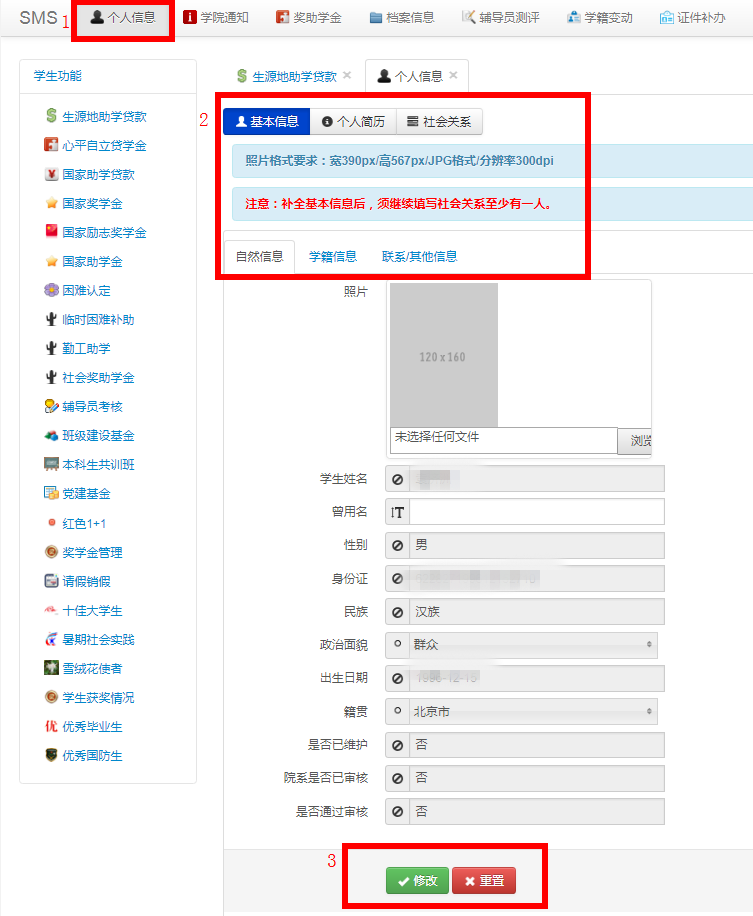 SMS 1 个人信息 学院通知 奖助学金 档案信息 辅导员测评 学籍变动 证件补办
学生功能
生源地助学贷款
心平自立贷学金
国家助学贷款
国家奖学金
国家励志奖学金
国家助学金
困难认定
临时困难补助
勤工助学
社会奖助学金
辅导员考核
班级建设基金
本科生共训班
党建基金
红色1+1
奖学金管理
请假销假
十佳大学生
暑期社会实践
雪绒花使者
学生获奖情况
优秀毕业生
优秀国防生
生源地助学贷款 × 个人信息 ×
2 基本信息 个人简历 社会关系
照片格式要求：宽390px/高567px/JPG格式/分辨率300dpi
注意：补全基本信息后，须继续填写社会关系至少有一人。
自然信息 学籍信息 联系/其他信息
照片
120 x 160
未选择任何文件 浏览
学生姓名
曾用名
性别 男
身份证
民族 汉族
政治面貌 群众
出生日期
籍贯 北京市
是否已维护 否
院系是否已审核 否
是否通过审核 否
3 修改 重置